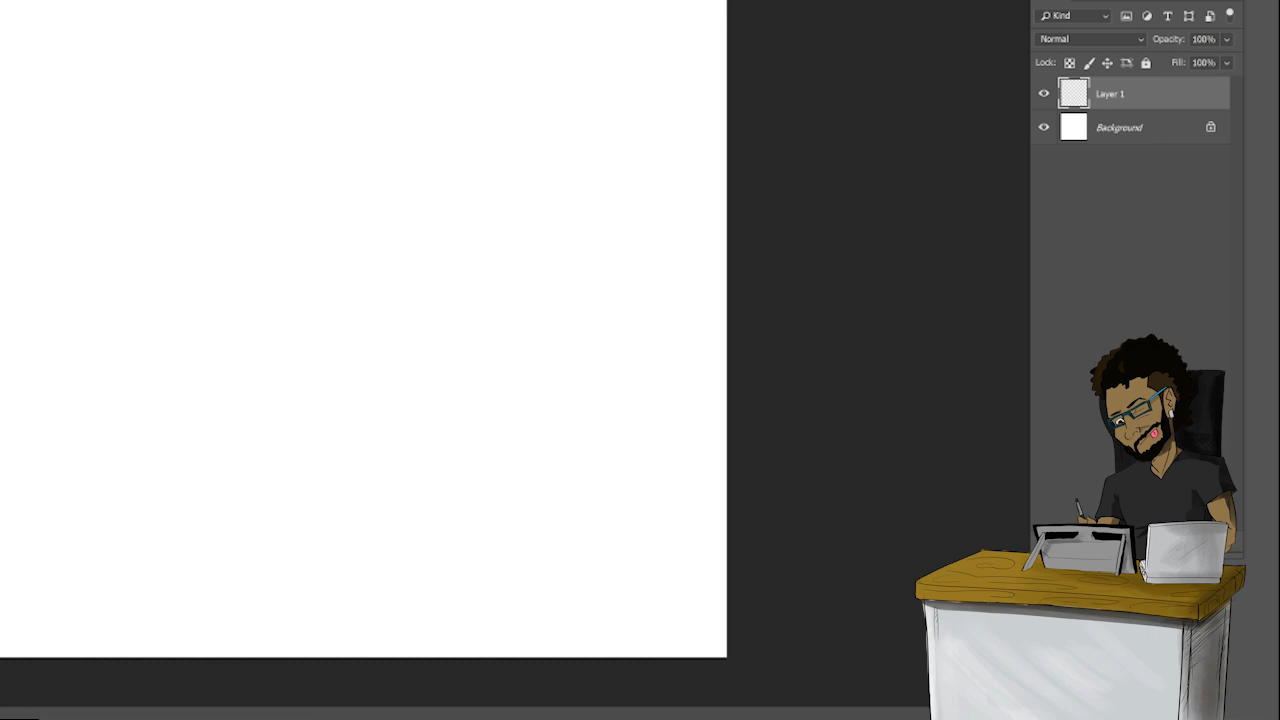 Kind
Normal Opacity: 100%
Lock: Fill: 100%
Layer 1
Background